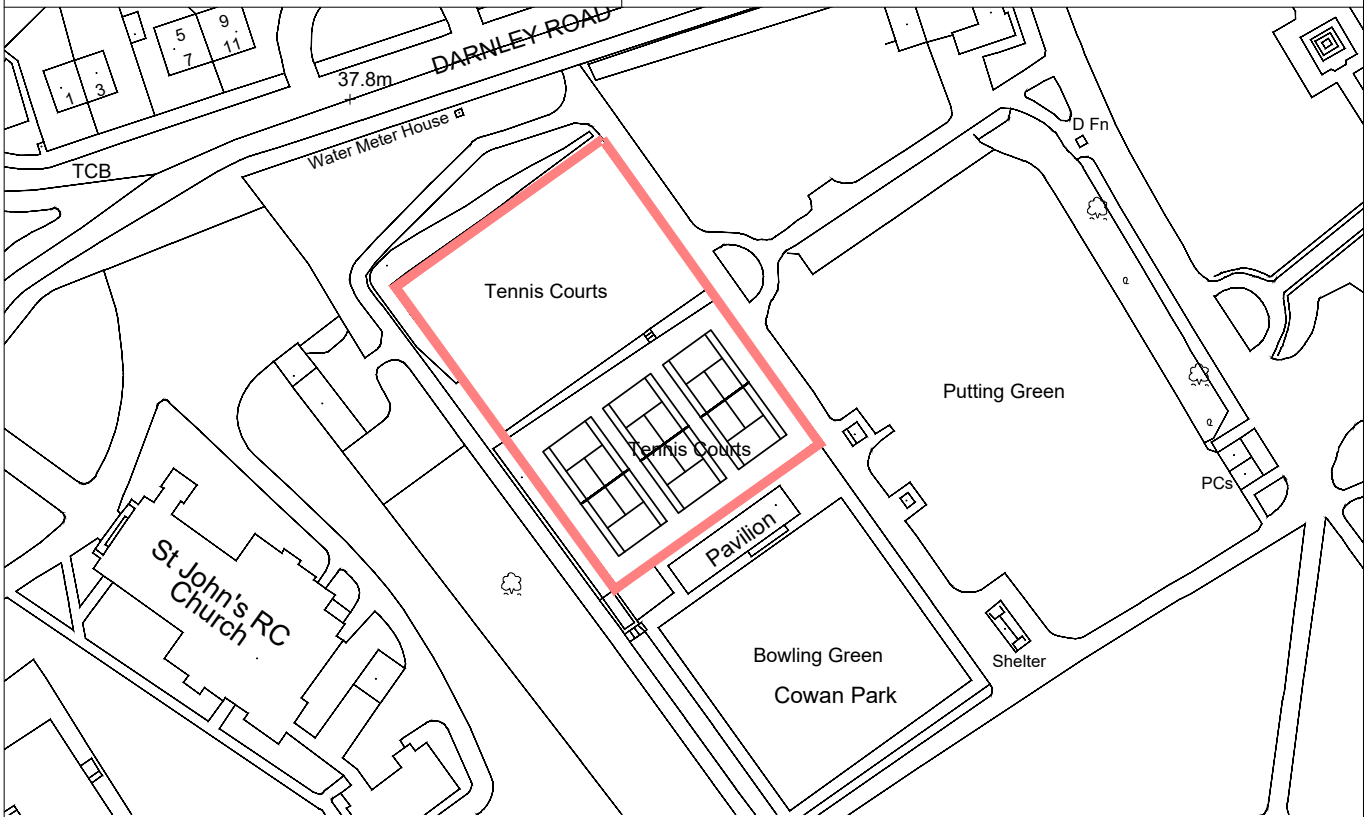 5
9
7
11
1
3
DARNLEY ROAD
37.8m
Water Meter House
TCB
D Fn
Tennis Courts
Putting Green
Tennis Courts
PCs
Pavilion
St John's RC
Church
Bowling Green
Shelter
Cowan Park